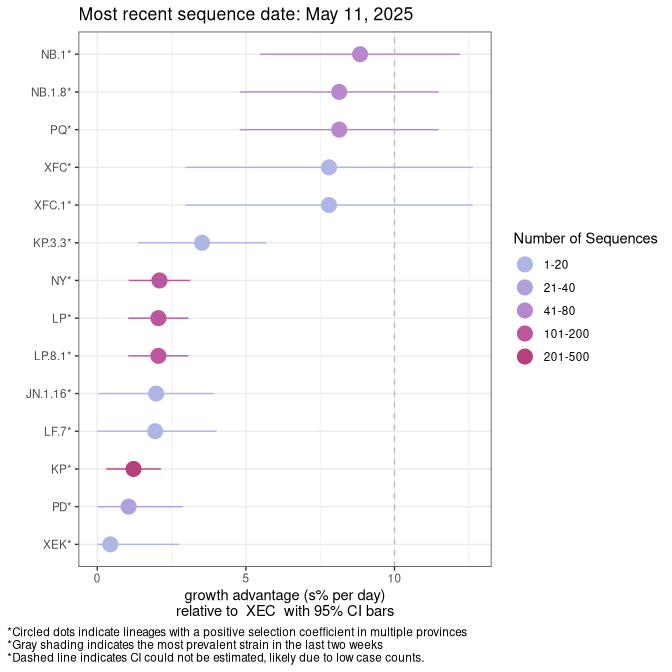 Most recent sequence date: May 11, 2025
NB.1*
NB.1.8*
PQ*
XFC*
XFC.1*
KP.3.3*
NY*
LP*
LP.8.1*
JN.1.16*
LF.7*
KP*
PD*
XEK*
0 5 10
growth advantage (s% per day)
relative to XEC with 95% CI bars
Number of Sequences
1-20
21-40
41-80
101-200
201-500
*Circled dots indicate lineages with a positive selection coefficient in multiple provinces
*Gray shading indicates the most prevalent strain in the last two weeks
*Dashed line indicates CI could not be estimated, likely due to low case counts.